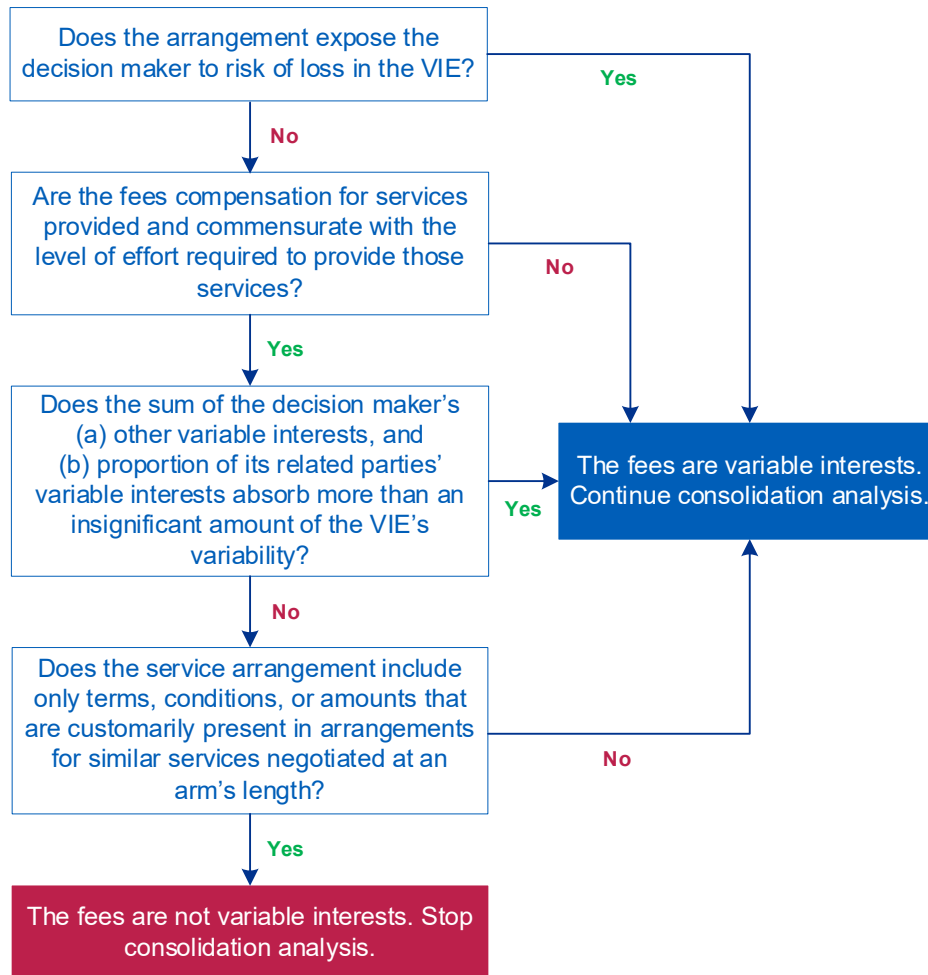 Does the arrangement expose the
decision maker to risk of loss in the VIE?
Yes
No
Are the fees compensation for services
provided and commensurate with the
level of effort required to provide those
services?
No
Yes
Does the sum of the decision maker’s
(a) other variable interests, and
(b) proportion of its related parties’
variable interests absorb more than an
insignificant amount of the VIE’s
variability?
Yes
The fees are variable interests.
Continue consolidation analysis.
No
Does the service arrangement include
only terms, conditions, or amounts that
are customarily present in arrangements
for similar services negotiated at an
arm’s length?
No
Yes
The fees are not variable interests. Stop
consolidation analysis.